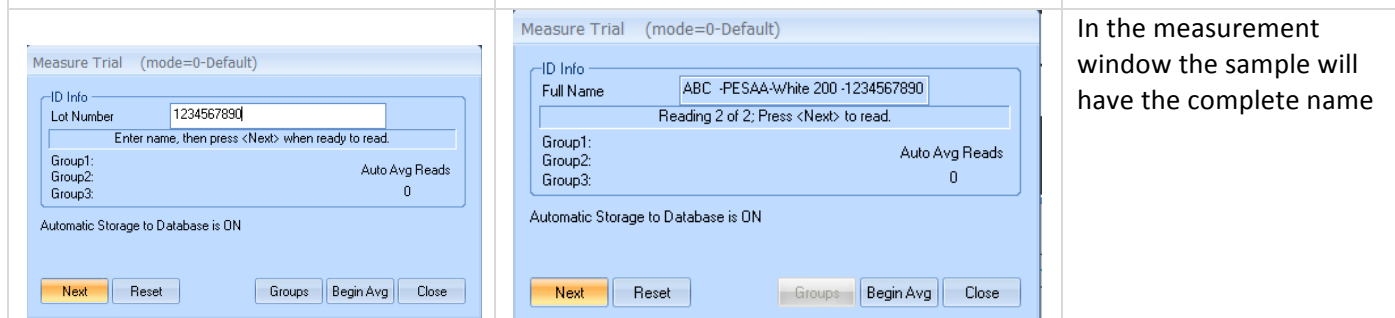 Measure Trial (mode=0-Default)
ID Info
Lot Number 1234567890
Enter name, then press <Next> when ready to read.
Group1:
Group2:
Group3:
Auto Avg Reads
0
Automatic Storage to Database is ON
Next Reset Groups Begin Avg Close
Measure Trial (mode=0-Default)
ID Info
Full Name ABC -PESAA-White 200 -1234567890
Reading 2 of 2; Press <Next> to read.
Group1:
Group2:
Group3:
Auto Avg Reads
0
Automatic Storage to Database is ON
Next Reset Groups Begin Avg Close
In the measurement
window the sample will
have the complete name